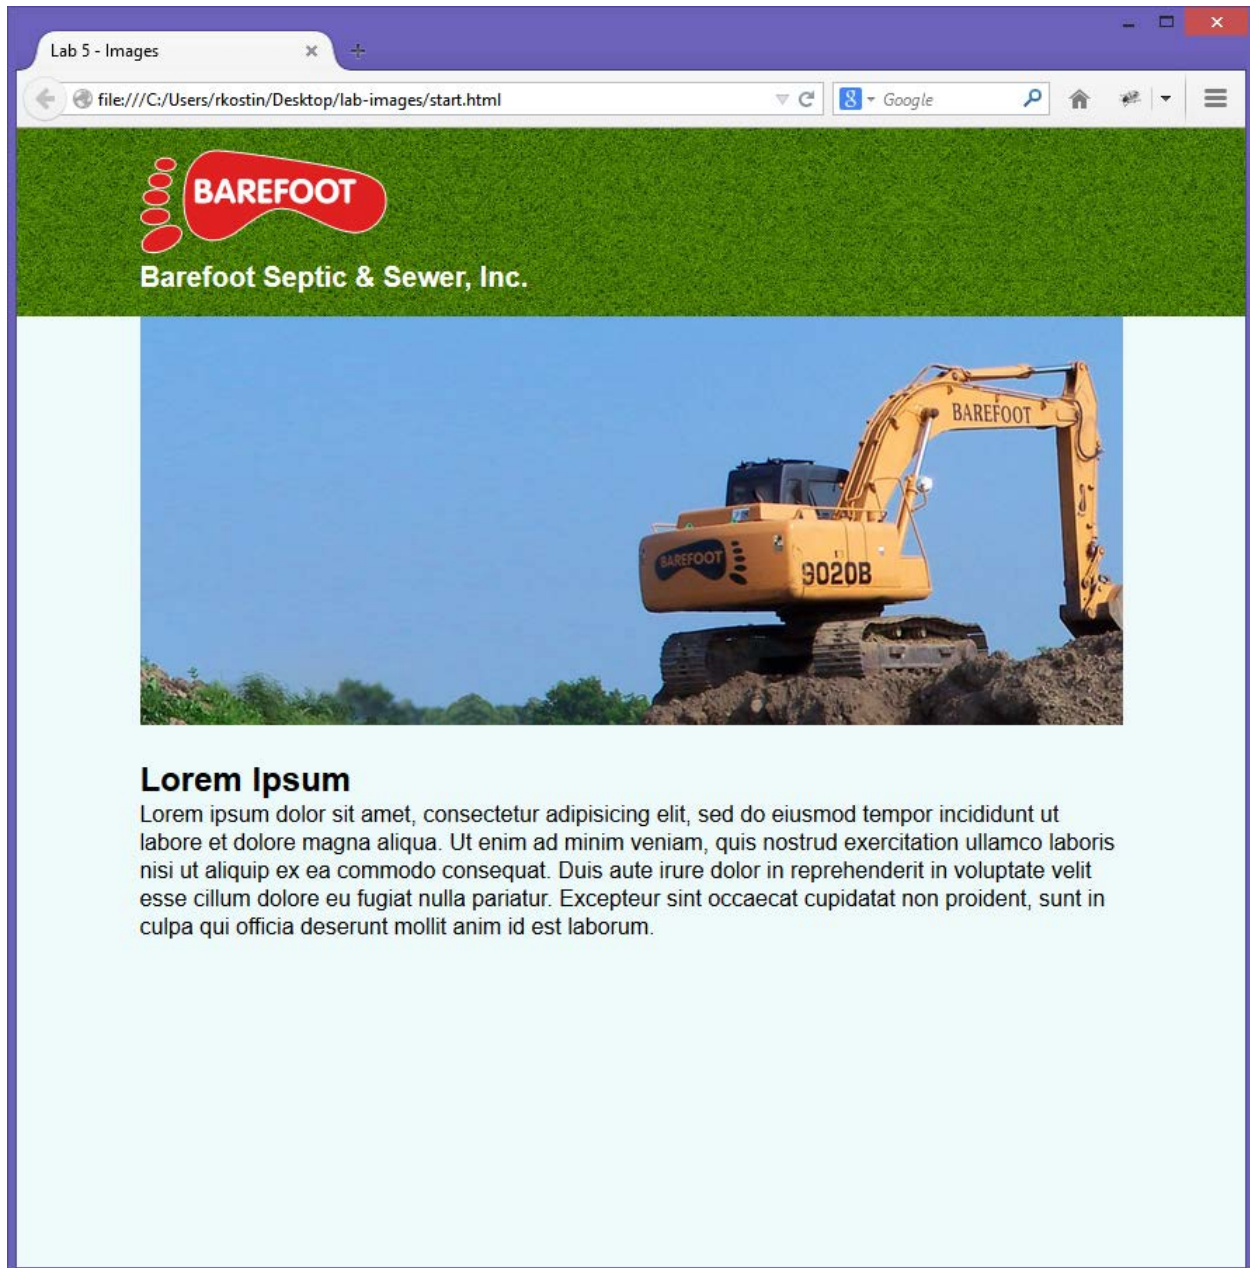 Lab 5 - Images
file:///C:/Users/rkostin/Desktop/lab-images/start.html
8
Google
BAREFOOT
Barefoot Septic & Sewer, Inc.
BAREFOOT
BAREFOOT
9020B
Lorem Ipsum
Lorem ipsum dolor sit amet, consectetur adipisicing elit, sed do eiusmod tempor incididunt ut
labore et dolore magna aliqua. Ut enim ad minim veniam, quis nostrud exercitation ullamco laboris
nisi ut aliquip ex ea commodo consequat. Duis aute irure dolor in reprehenderit in voluptate velit
esse cillum dolore eu fugiat nulla pariatur. Excepteur sint occaecat cupidatat non proident, sunt in
culpa qui officia deserunt mollit anim id est laborum.